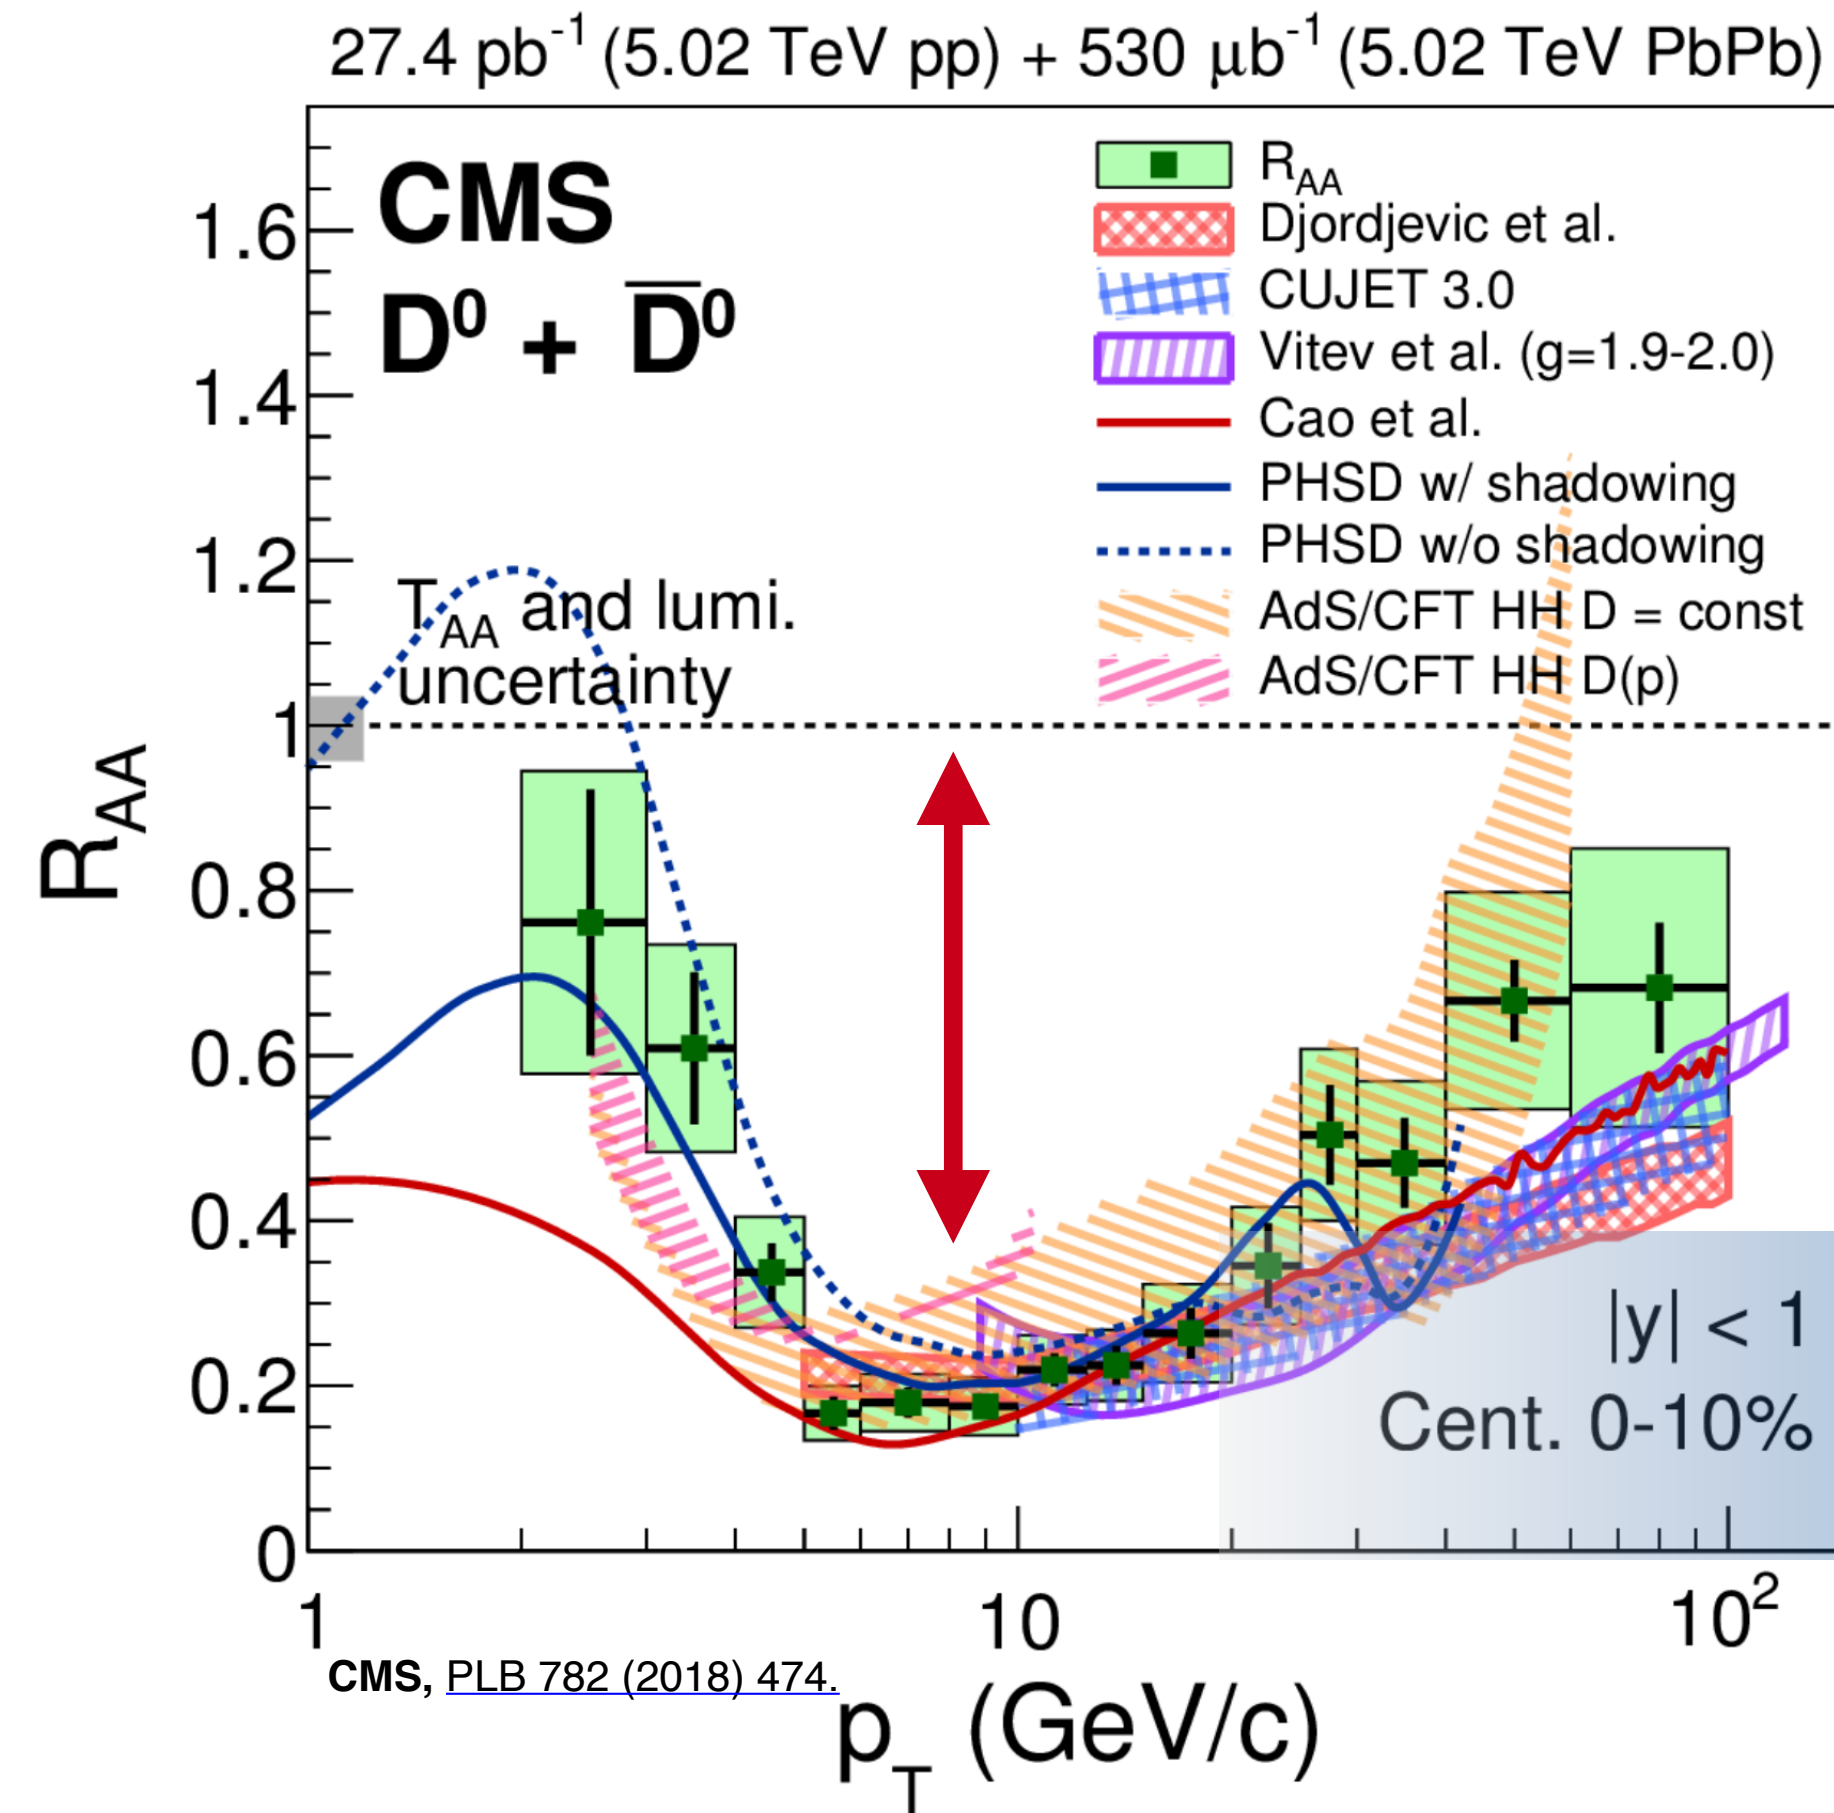 27.4 pb⁻¹ (5.02 TeV pp) + 530 μb⁻¹ (5.02 TeV PbPb)
CMS
D⁰ + D̅⁰
R_AA
Djordjevic et al.
CUJET 3.0
Vitev et al. (g=1.9-2.0)
Cao et al.
PHSD w/ shadowing
PHSD w/o shadowing
AdS/CFT HH D = const
AdS/CFT HH D(p)
T_AA and lumi.
uncertainty
1.6
1.4
1.2
1
0.8
0.6
0.4
0.2
0
R_AA
|y| < 1
Cent. 0-10%
1
10
10²
CMS, PLB 782 (2018) 474.
p_T (GeV/c)